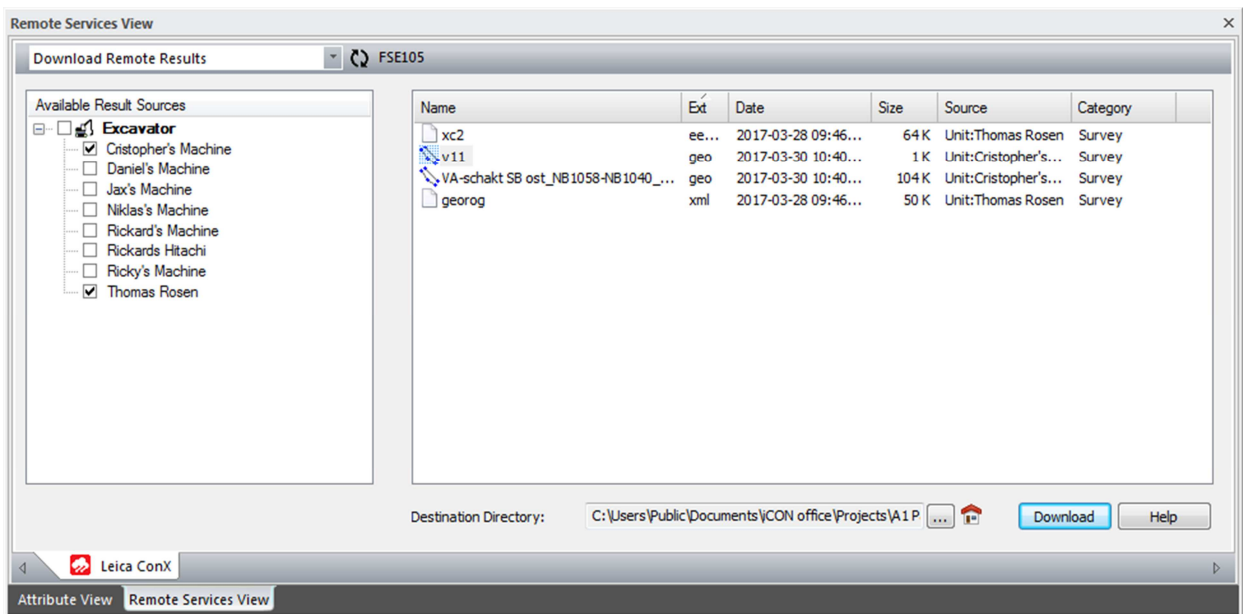 Remote Services View
Download Remote Results FSE105
Available Result Sources
Excavator
Cristopher's Machine
Daniel's Machine
Jax's Machine
Niklas's Machine
Rickard's Machine
Rickards Hitachi
Ricky's Machine
Thomas Rosen
Name Ext Date Size Source Category
xc2 ee... 2017-03-28 09:46... 64 K Unit:Thomas Rosen Survey
v11 geo 2017-03-30 10:40... 1 K Unit:Cristopher's... Survey
VA-schakt SB ost_NB1058-NB1040_... geo 2017-03-30 10:40... 104 K Unit:Cristopher's... Survey
georog xml 2017-03-28 09:46... 50 K Unit:Thomas Rosen Survey
Destination Directory: C:\Users\Public\Documents\iCON office\Projects\A1 P ... Download Help
Leica ConX
Attribute View Remote Services View